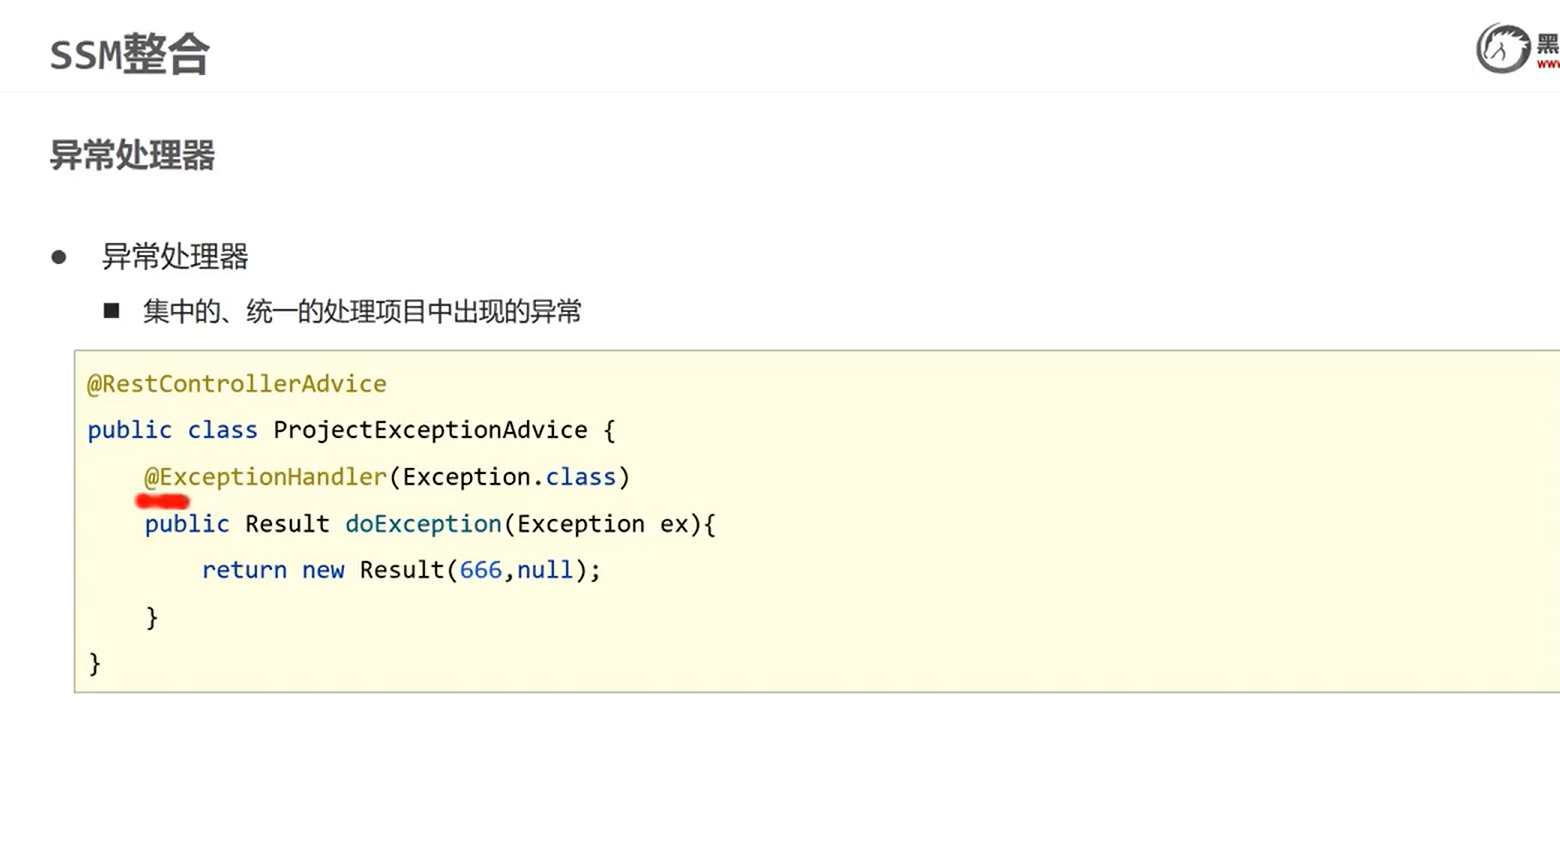 SSM整合
黑
www
异常处理器
● 异常处理器
■ 集中的、统一的处理项目中出现的异常
@RestControllerAdvice
public class ProjectExceptionAdvice {
@ExceptionHandler(Exception.class)
public Result doException(Exception ex){
return new Result(666,null);
}
}